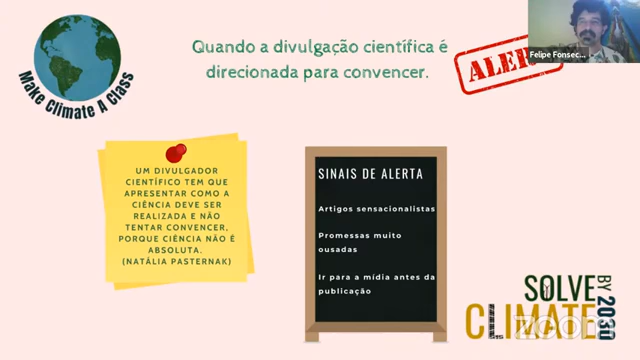 Make Climate A Class
Quando a divulgação científica é
direcionada para convencer.
Felipe Fonsec...
UM DIVULGADOR
CIENTÍFICO TEM QUE
APRESENTAR COMO A
CIÊNCIA DEVE SER
REALIZADA E NÃO
TENTAR CONVENCER,
PORQUE CIÊNCIA NÃO É
ABSOLUTA.
(NATÁLIA PASTERNAK)
SINAIS DE ALERTA
Artigos sensacionalistas
Promessas muito
ousadas
Ir para a mídia antes da
publicação
SOLVE
CLIMATE
BY 2030
zoom